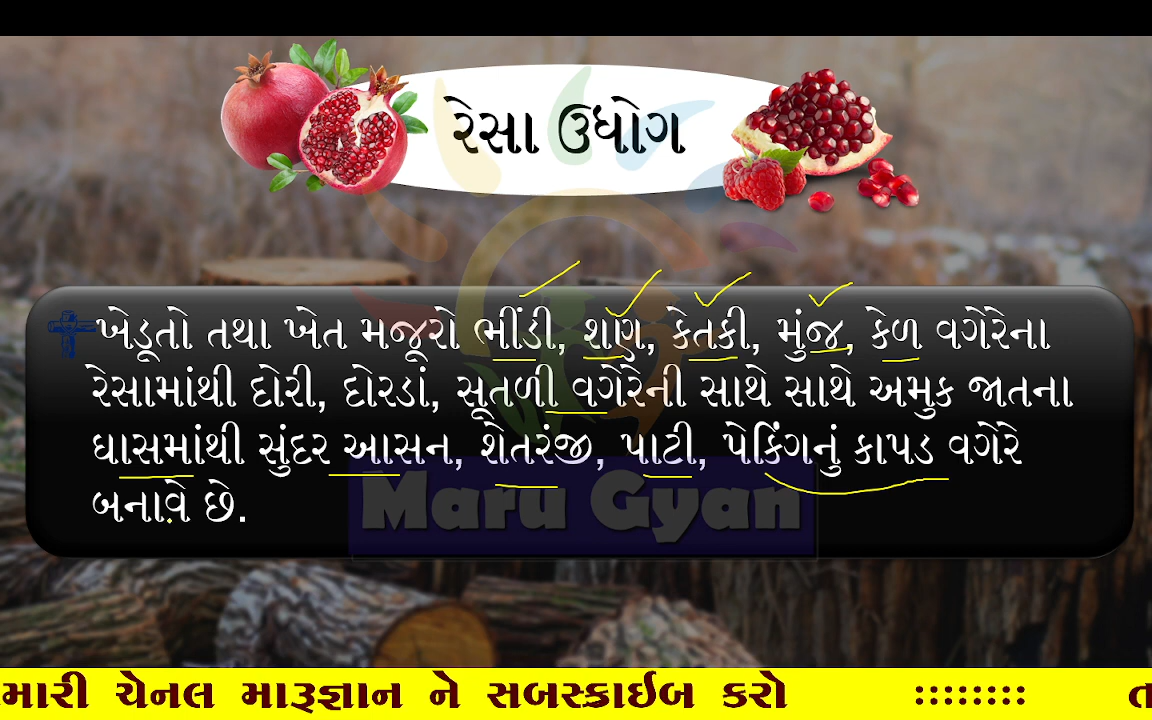 રેસા ઉધોગ
ખેડૂતો તથા ખેત મજૂરો ભીંડી, શણ, કેતકી, મુંજ, કેળ વગેરેના
રેસામાંથી દોરી, દોરડાં, સૂતળી વગેરેની સાથે સાથે અમુક જાતના
ઘાસમાંથી સુંદર આસન, શેતરંજી, પાટી, પેકિંગનું કાપડ વગેરે
બનાવે છે.
Maru Gyan
મારી ચેનલ મારૂજ્ઞાન ને સબસ્ક્રાઈબ કરો :::::::: ત